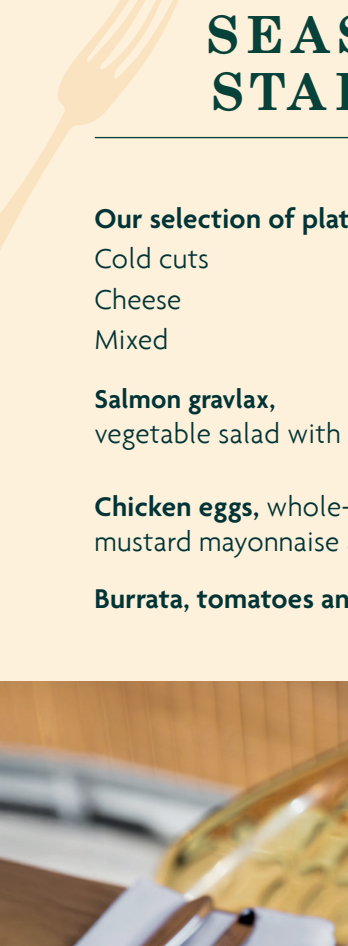 SEAS
STAR
Our selection of plat
Cold cuts
Cheese
Mixed
Salmon gravlax,
vegetable salad with
Chicken eggs, whole-
mustard mayonnaise
Burrata, tomatoes an